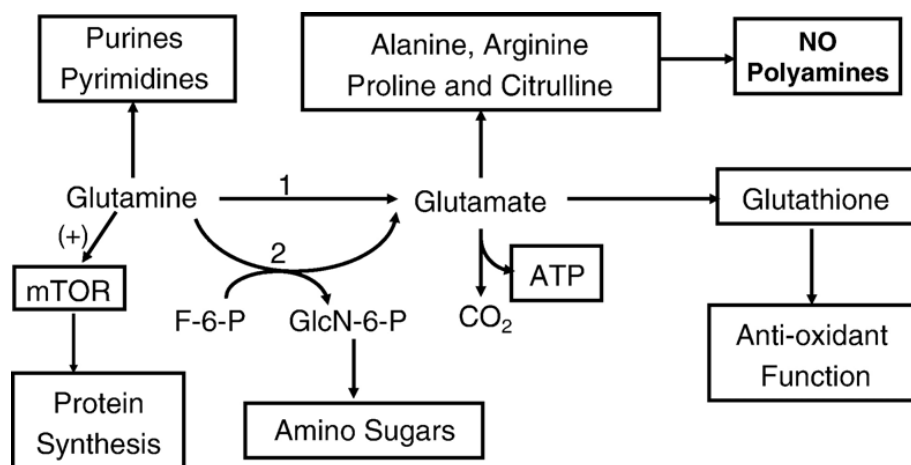 Purines
Pyrimidines
Alanine, Arginine
Proline and Citrulline
NO
Polyamines
Glutamine
1
Glutamate
Glutathione
(+)
2
mTOR
F-6-P
GlcN-6-P
CO₂
ATP
Anti-oxidant
Function
Protein
Synthesis
Amino Sugars